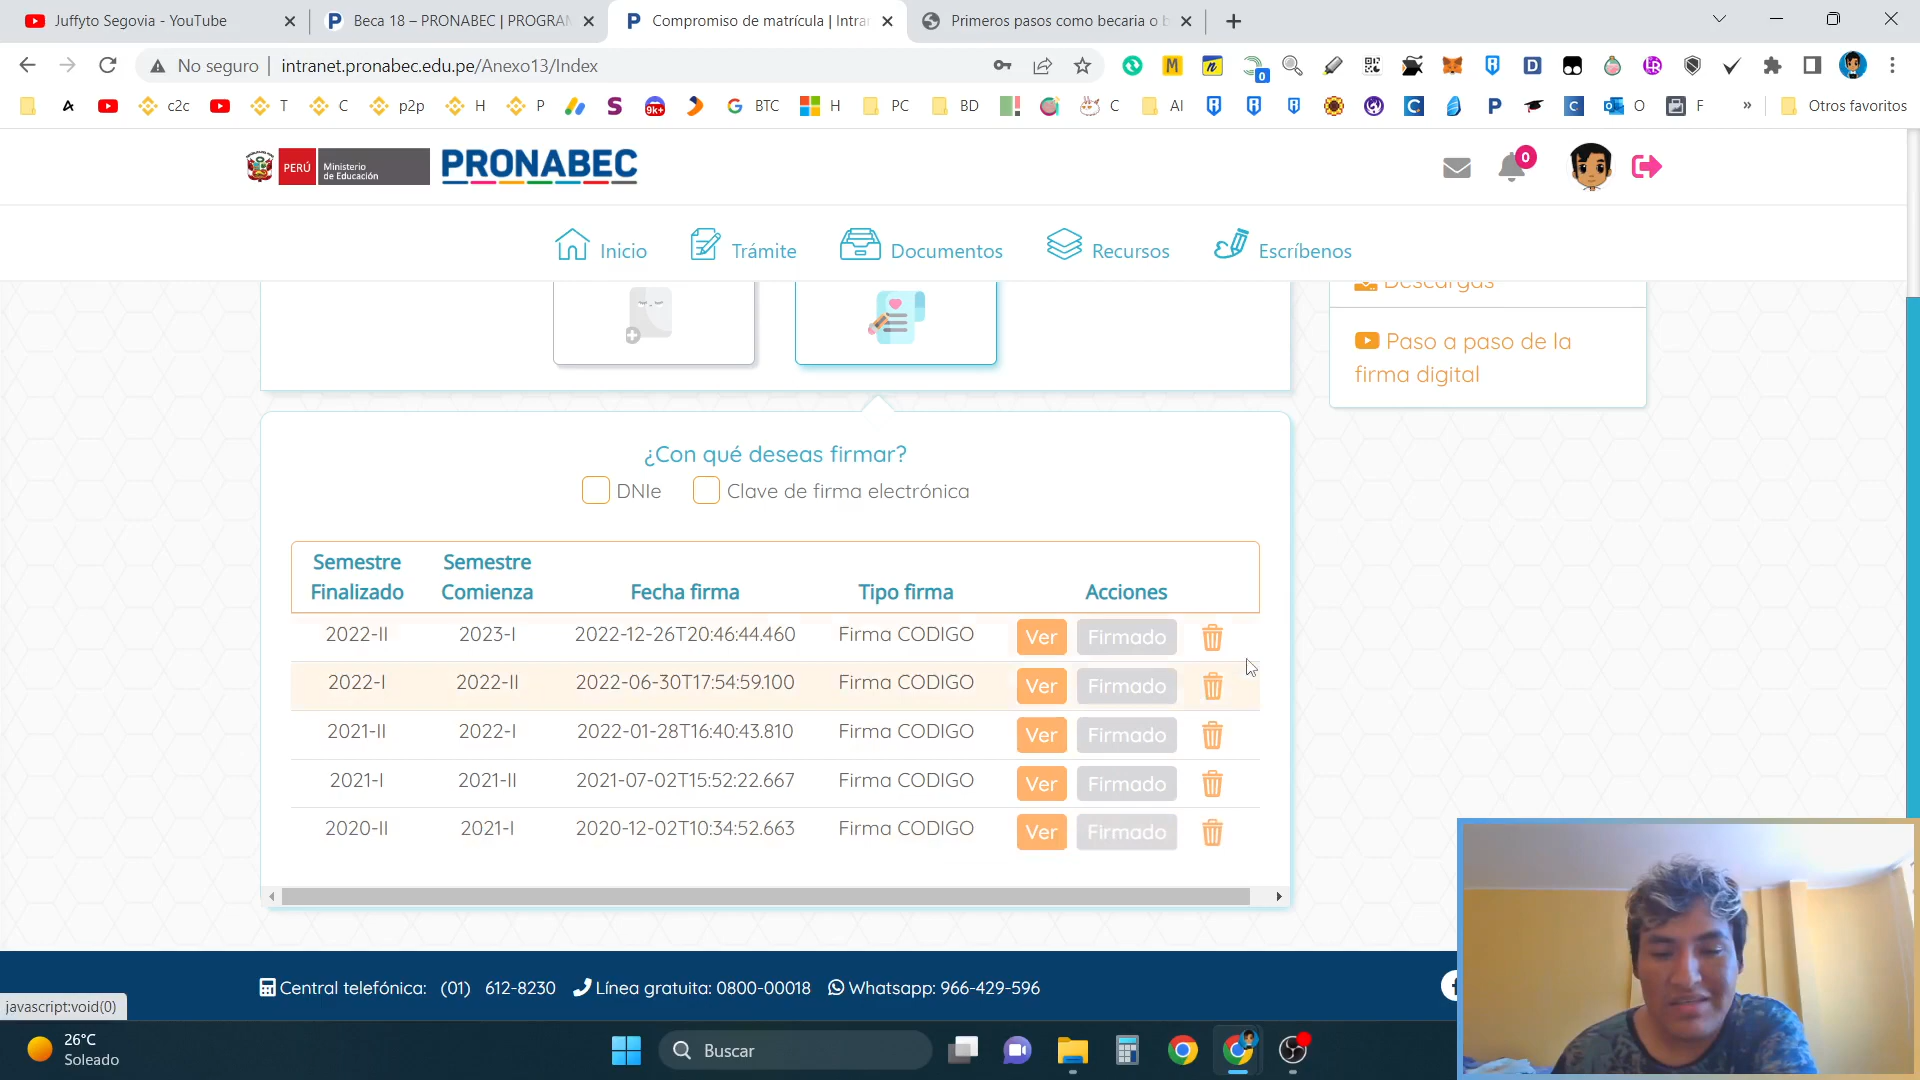 Juffyto Segovia - YouTube
Beca 18 – PRONABEC | PROGRAM
Compromiso de matrícula | Intra
Primeros pasos como becaria o b
No seguro
intranet.pronabec.edu.pe/Anexo13/Index
c2c
T
C
p2p
H
P
BTC
H
PC
BD
C
AI
O
F
»
Otros favoritos
PERÚ
Ministerio
de Educación
PRONABEC
0
Inicio
Trámite
Documentos
Recursos
Escríbenos
Descargas
Paso a paso de la
firma digital
¿Con qué deseas firmar?
DNIe
Clave de firma electrónica
Semestre Finalizado Semestre Comienza Fecha firma Tipo firma Acciones
2022-II 2023-I 2022-12-26T20:46:44.460 Firma CODIGO Ver Firmado
2022-I 2022-II 2022-06-30T17:54:59.100 Firma CODIGO Ver Firmado
2021-II 2022-I 2022-01-28T16:40:43.810 Firma CODIGO Ver Firmado
2021-I 2021-II 2021-07-02T15:52:22.667 Firma CODIGO Ver Firmado
2020-II 2021-I 2020-12-02T10:34:52.663 Firma CODIGO Ver Firmado
Central telefónica: (01) 612-8230 Línea gratuita: 0800-00018 Whatsapp: 966-429-596
javascript:void(0)
26°C
Soleado
Buscar